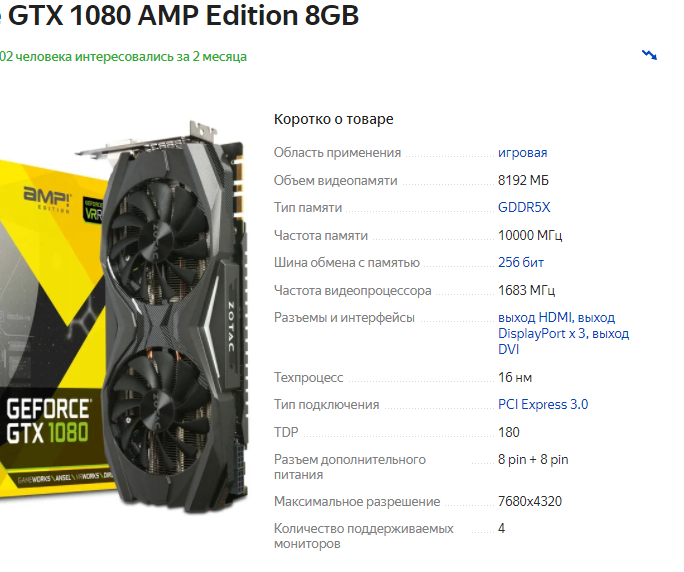 GTX 1080 AMP Edition 8GB
02 человека интересовались за 2 месяца
Коротко о товаре
Область применения игровая
Объем видеопамяти 8192 МБ
Тип памяти GDDR5X
Частота памяти 10000 МГц
Шина обмена с памятью 256 бит
Частота видеопроцессора 1683 МГц
Разъемы и интерфейсы выход HDMI, выход
DisplayPort x 3, выход
DVI
Техпроцесс 16 нм
Тип подключения PCI Express 3.0
TDP 180
Разъем дополнительного 8 pin + 8 pin
питания
Максимальное разрешение 7680x4320
Количество поддерживаемых 4
мониторов
AMP!
EDITION
VR
ZOTAC
ZOTAC
GEFORCE
GTX 1080
GAMEWORKS \ ANSEL \ VRWORKS \